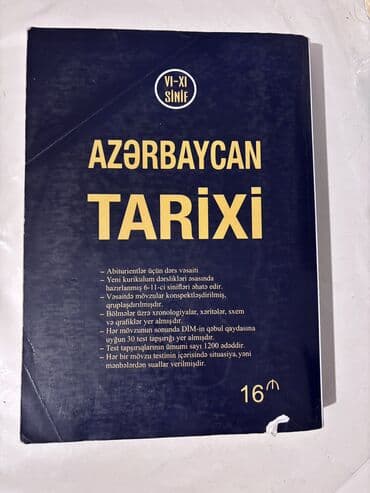 VI-XI
SİNİF
AZƏRBAYCAN
TARİXİ
- Abituriyentlər üçün dərs vəsaiti
- Yeni kurikulum dərslikləri əsasında
hazırlanmış 6-11-ci sinifləri əhatə edir.
- Vəsaitdə mövzular konspektləşdirilmiş,
qruplaşdırılmışdır.
- Bölmələr üzrə xronologiyalar, xəritələr, sxem
və qrafiklər yer almışdır.
- Hər mövzunun sonunda DİM-in qəbul qaydasına
uyğun 30 test tapşırığı yer almışdır.
- Test tapşırıqlarının ümumi sayı 1200 ədəddir.
- Hər bir mövzu testinin içərisində situasiya, yəni
mənbələrdən suallar verilmişdir.
16 ₼